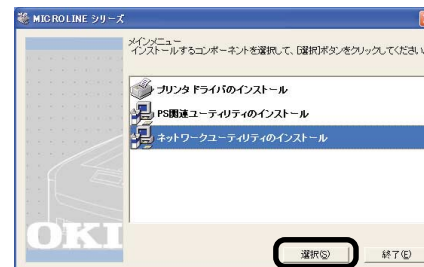 MICROLINE シリーズ
メインメニュー
インストールするコンポーネントを選択して、[選択]ボタンをクリックしてください
プリンタドライバのインストール
PS関連ユーティリティのインストール
ネットワークユーティリティのインストール
OKI
選択(S)
終了(E)